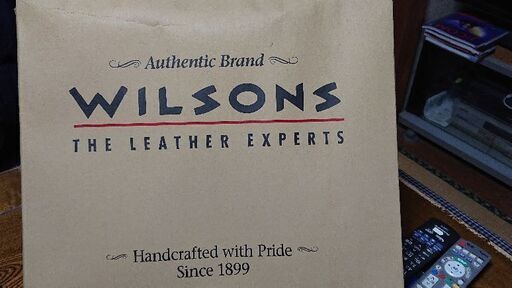 Authentic Brand
WILSONS
THE LEATHER EXPERTS
Handcrafted with Pride
Since 1899